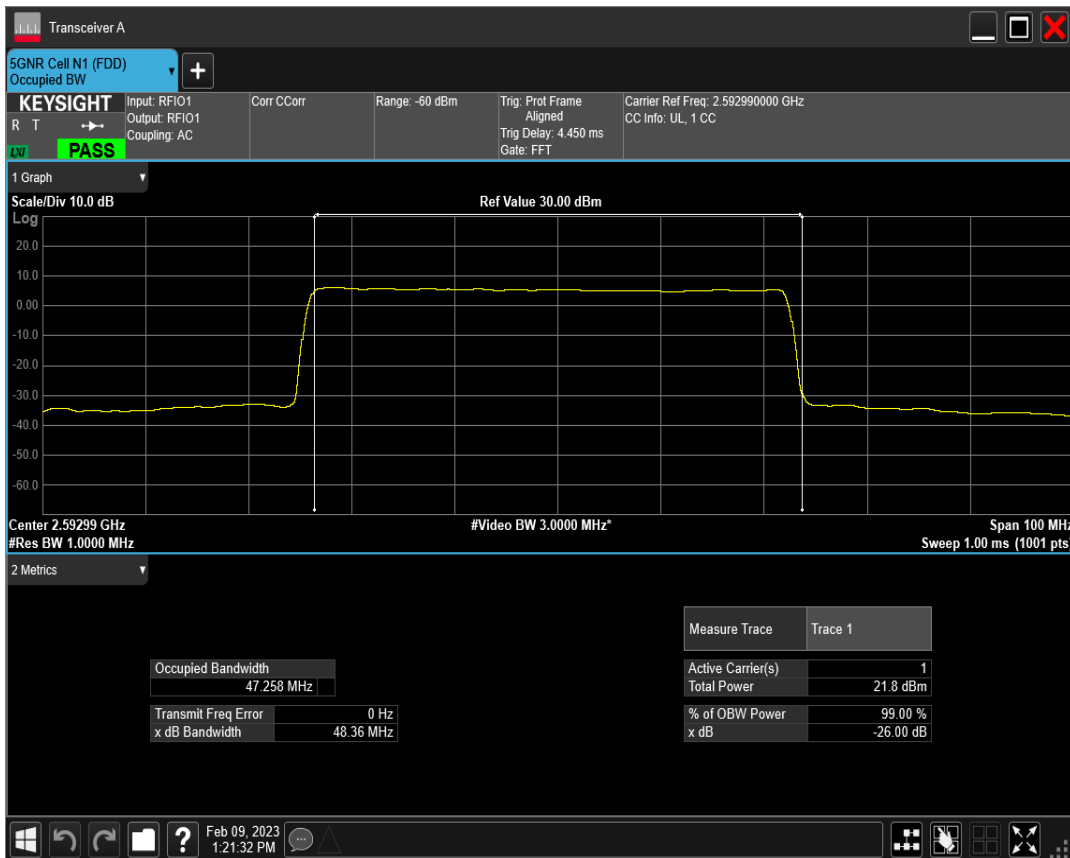 Transceiver A
5GNR Cell N1 (FDD)
Occupied BW
KEYSIGHT
R T
LXI
PASS
Input: RFIO1
Output: RFIO1
Coupling: AC
Corr CCorr
Range: -60 dBm
Trig: Prot Frame
Aligned
Trig Delay: 4.450 ms
Gate: FFT
Carrier Ref Freq: 2.592990000 GHz
CC Info: UL, 1 CC
1 Graph
Scale/Div 10.0 dB
Ref Value 30.00 dBm
Log
20.0
10.0
0.00
-10.0
-20.0
-30.0
-40.0
-50.0
-60.0
Center 2.59299 GHz
#Video BW 3.0000 MHz*
Span 100 MHz
#Res BW 1.0000 MHz
Sweep 1.00 ms (1001 pts)
2 Metrics
Measure Trace Trace 1
Occupied Bandwidth
47.258 MHz
Active Carrier(s) 1
Total Power 21.8 dBm
Transmit Freq Error 0 Hz
x dB Bandwidth 48.36 MHz
% of OBW Power 99.00 %
x dB -26.00 dB
?
Feb 09, 2023
1:21:32 PM